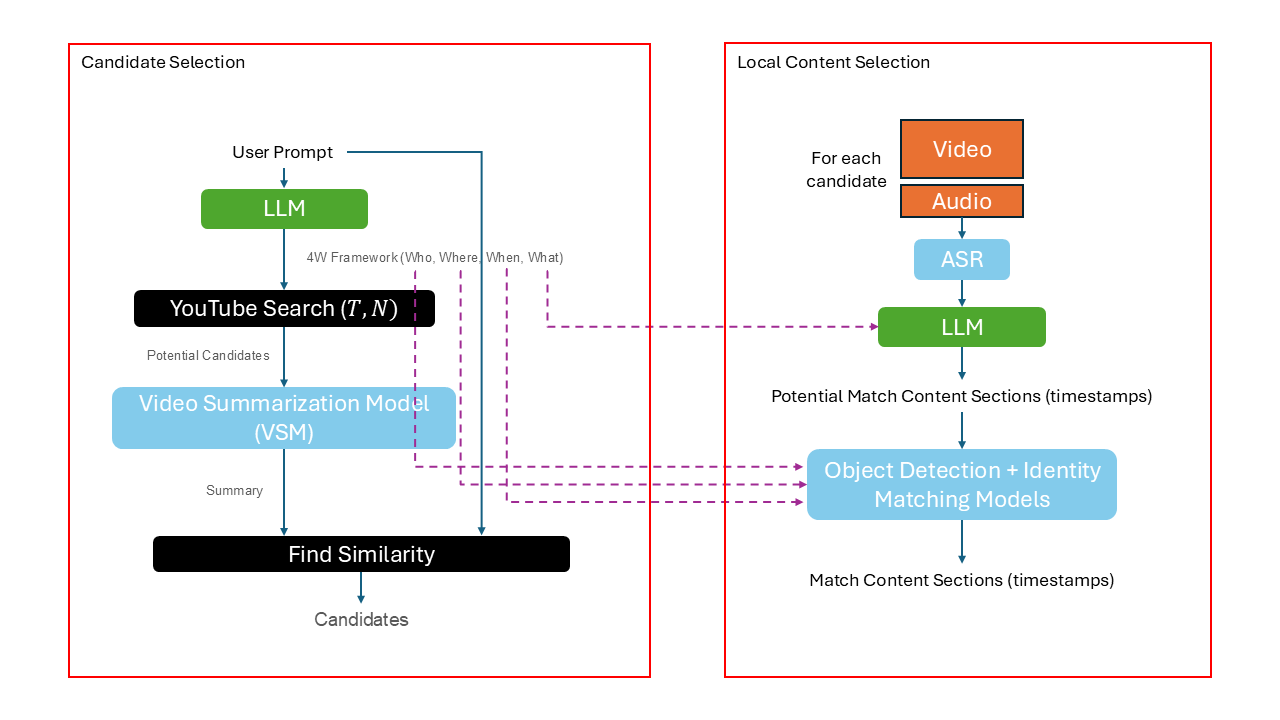 Candidate Selection
User Prompt
LLM
4W Framework (Who, Where, When, What)
YouTube Search (T, N)
Potential Candidates
Video Summarization Model
(VSM)
Summary
Find Similarity
Candidates
Local Content Selection
For each
candidate
Video
Audio
ASR
LLM
Potential Match Content Sections (timestamps)
Object Detection + Identity
Matching Models
Match Content Sections (timestamps)